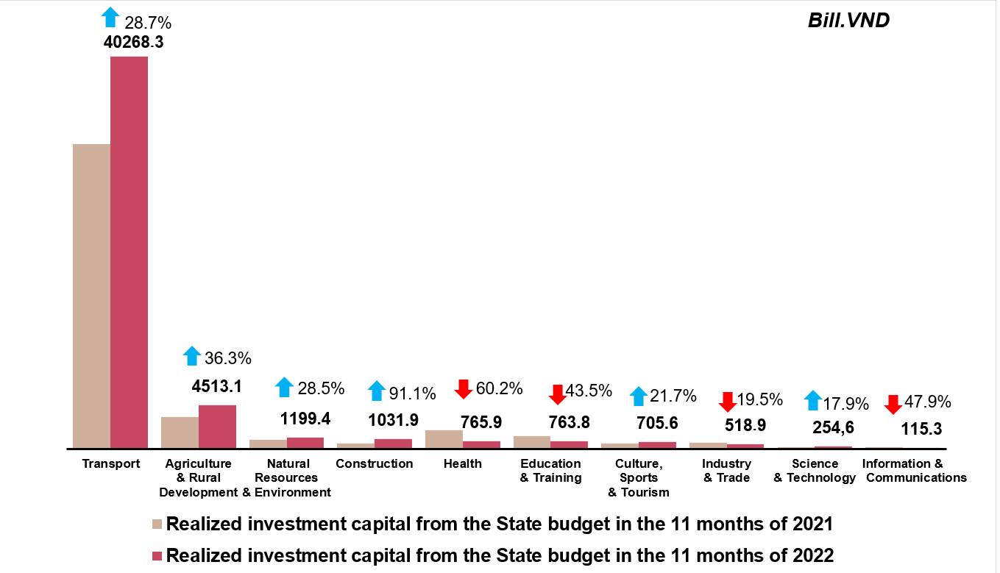 Bill.VND
28.7%
40268.3
36.3%
4513.1
28.5%
1199.4
91.1%
1031.9
60.2%
765.9
43.5%
763.8
21.7%
705.6
19.5%
518.9
17.9%
254,6
47.9%
115.3
Transport
Agriculture
& Rural
Development
Natural
Resources
& Environment
Construction
Health
Education
& Training
Culture,
Sports
& Tourism
Industry
& Trade
Science
& Technology
Information &
Communications
Realized investment capital from the State budget in the 11 months of 2021
Realized investment capital from the State budget in the 11 months of 2022